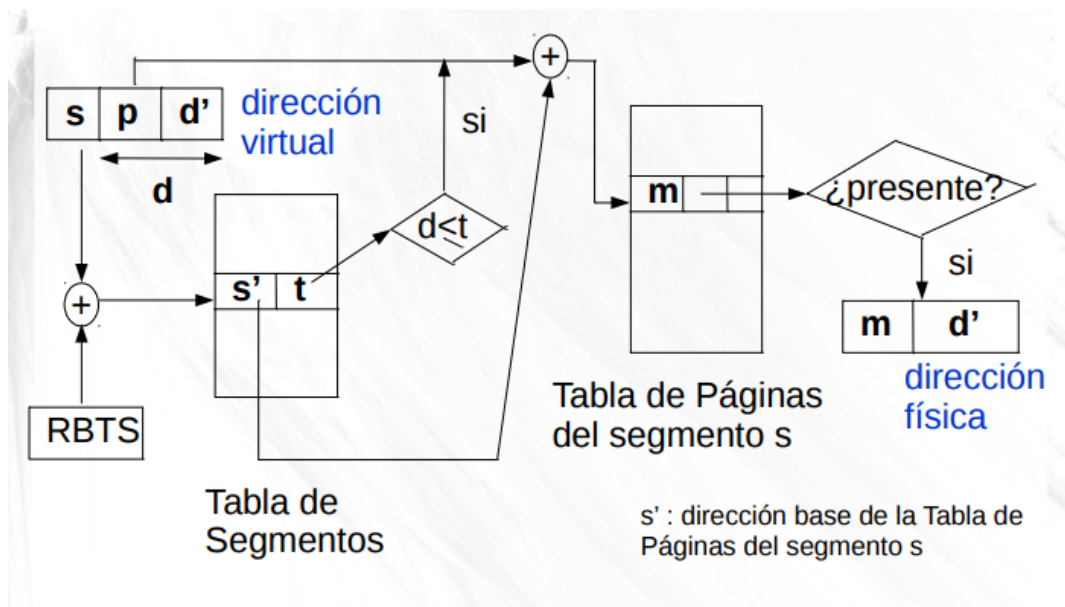 s p d'
dirección
virtual
d
si
d≤t
s' t
+
+
RBTS
Tabla de
Segmentos
m
¿presente?
si
m d'
dirección
física
Tabla de Páginas
del segmento s
s' : dirección base de la Tabla de
Páginas del segmento s